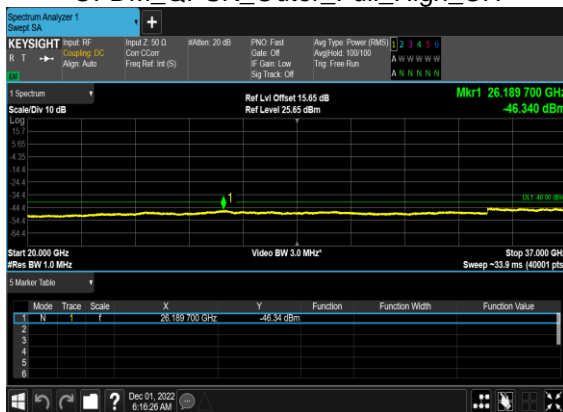 Spectrum Analyzer 1
Swept SA
KEYSIGHT
R T
Input: RF
Coupling: DC
Align: Auto
Input Z: 50 Ω
Corr CCorr
Freq Ref: Int (S)
#Atten: 20 dB
PNO: Fast
Gate: Off
IF Gain: Low
Sig Track: Off
Avg Type: Power (RMS)
Avg|Hold: 100/100
Trig: Free Run
1 2 3 4 5 6
A W W W W W
A N N N N N
1 Spectrum
Scale/Div 10 dB
Ref Lvl Offset 15.65 dB
Ref Level 25.65 dBm
Mkr1 26.189 700 GHz
-46.340 dBm
Log
15.7
5.65
-4.35
-14.4
-24.4
-34.4
-44.4
-54.4
-64.4
1
DL1 -40.00 dBm
Start 20.000 GHz
#Res BW 1.0 MHz
Video BW 3.0 MHz*
Stop 37.000 GHz
Sweep ~33.9 ms (40001 pts)
5 Marker Table
Mode Trace Scale X Y Function Function Width Function Value
1 N 1 f 26.189 700 GHz -46.34 dBm
2
3
4
5
6
?
Dec 01, 2022
6:16:26 AM